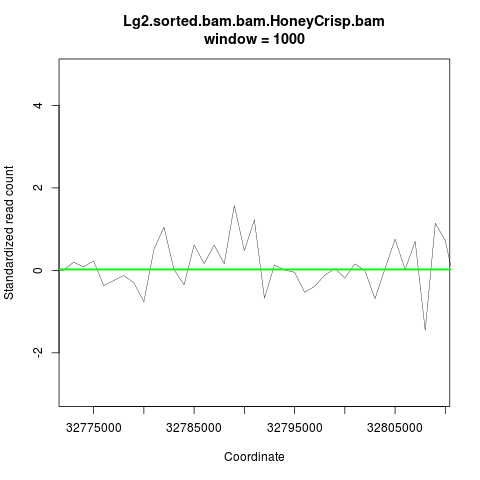 Lg2.sorted.bam.bam.HoneyCrisp.bam
window = 1000
Standardized read count
4
2
0
-2
32775000 32785000 32795000 32805000
Coordinate